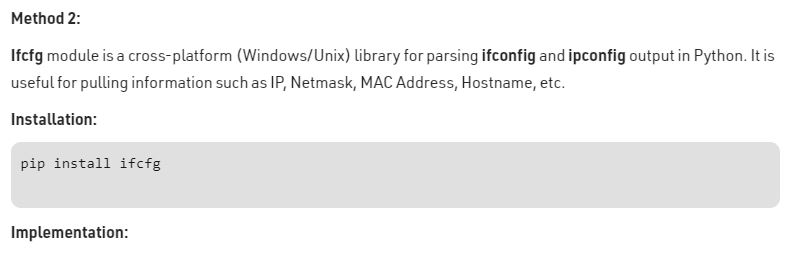 Method 2:
Ifcfg module is a cross-platform (Windows/Unix) library for parsing ifconfig and ipconfig output in Python. It is
useful for pulling information such as IP, Netmask, MAC Address, Hostname, etc.
Installation:
pip install ifcfg
Implementation: